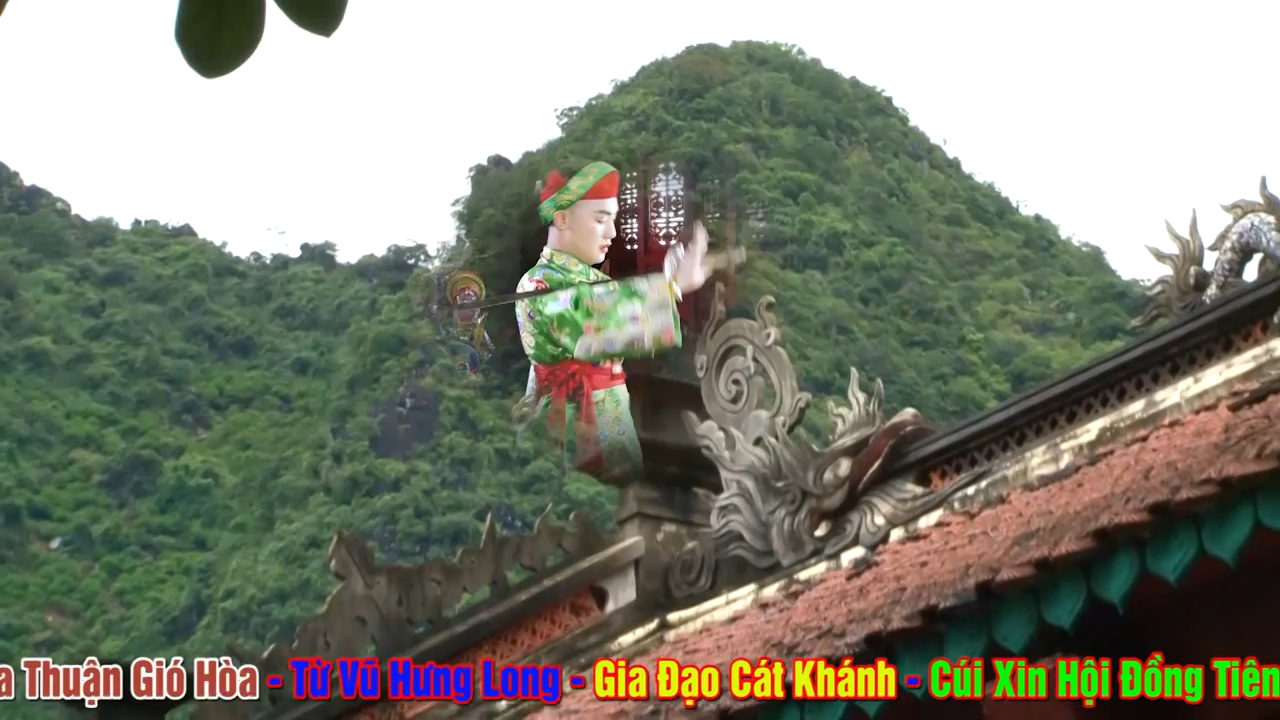 a Thuận Gió Hòa - Từ Vũ Hưng Long - Gia Đạo Cát Khánh - Cúi Xin Hội Đồng Tiên